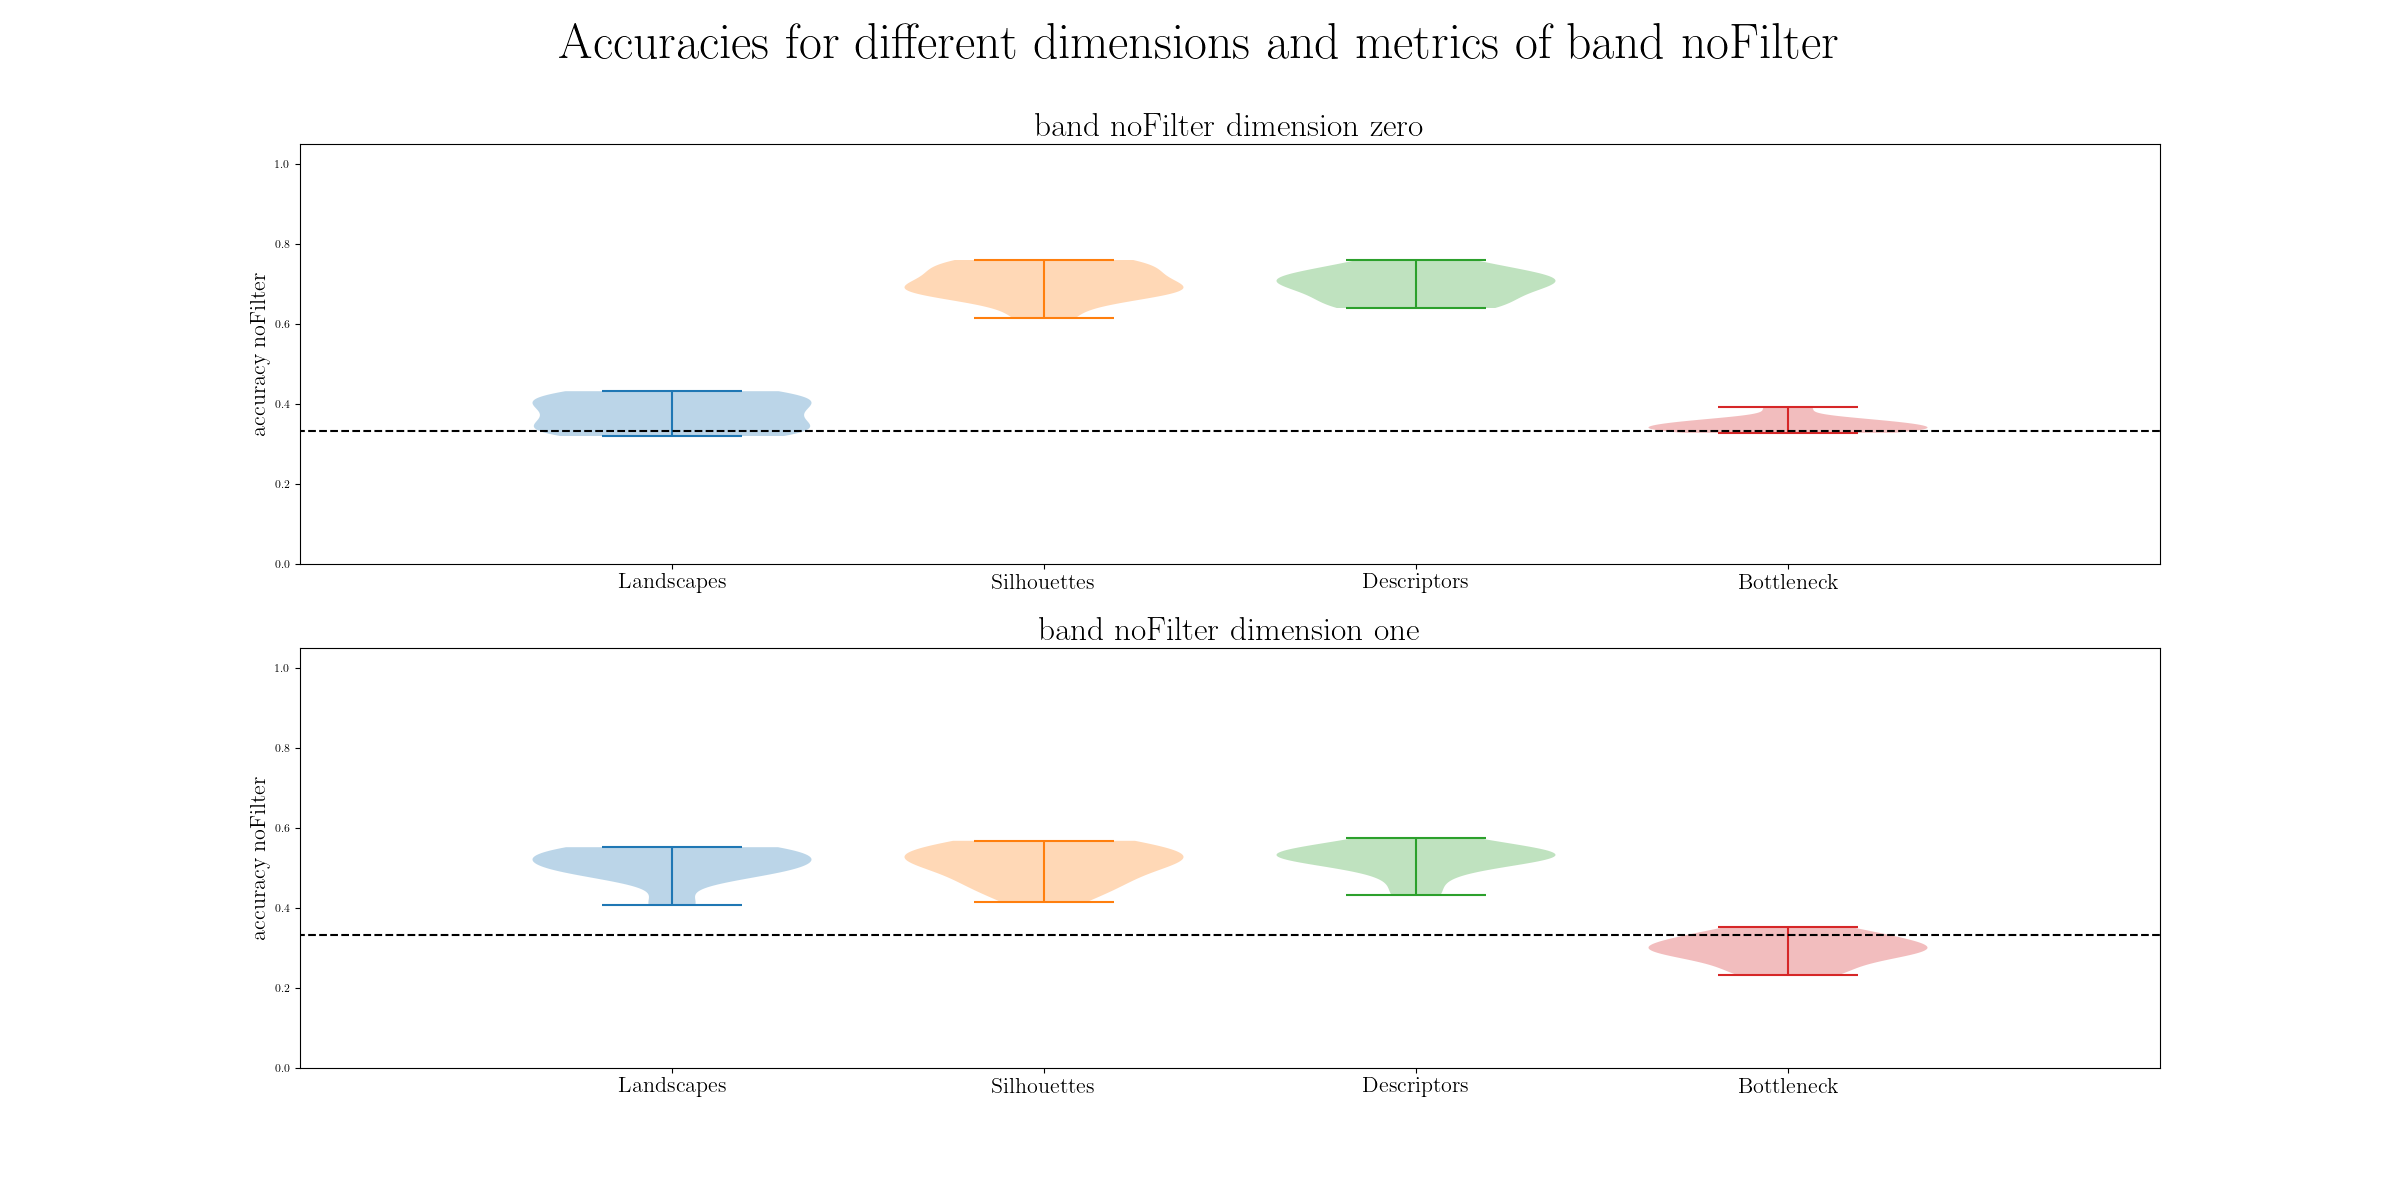 Accuracies for different dimensions and metrics of band noFilter
band noFilter dimension zero
accuracy noFilter
1.0
0.8
0.6
0.4
0.2
0.0
Landscapes Silhouettes Descriptors Bottleneck
band noFilter dimension one
accuracy noFilter
1.0
0.8
0.6
0.4
0.2
0.0
Landscapes Silhouettes Descriptors Bottleneck